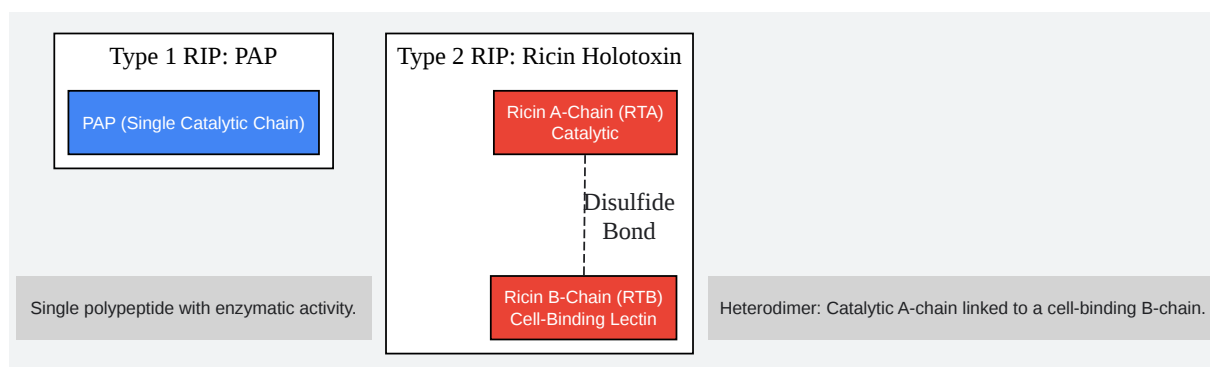 Type 1 RIP: PAP
PAP (Single Catalytic Chain)
Single polypeptide with enzymatic activity.
Type 2 RIP: Ricin Holotoxin
Ricin A-Chain (RTA)
Catalytic
Disulfide
Bond
Ricin B-Chain (RTB)
Cell-Binding Lectin
Heterodimer: Catalytic A-chain linked to a cell-binding B-chain.